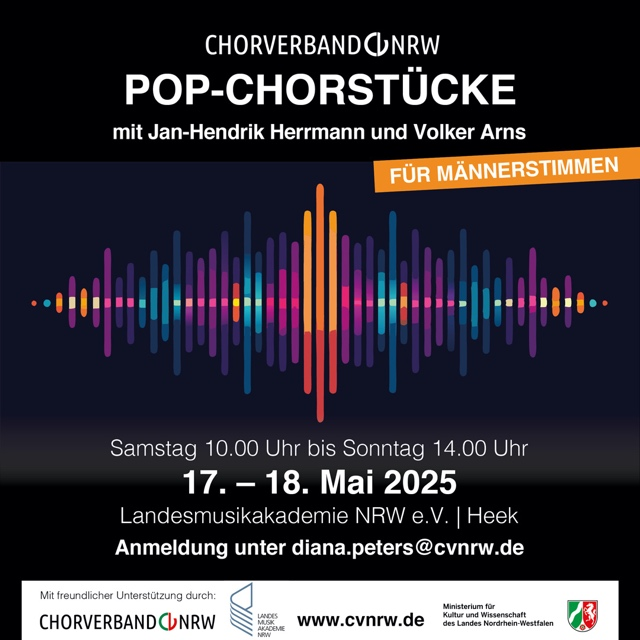 CHORVERBAND NRW
POP-CHORSTÜCKE
mit Jan-Hendrik Herrmann und Volker Arns
FÜR MÄNNERSTIMMEN
Samstag 10.00 Uhr bis Sonntag 14.00 Uhr
17. – 18. Mai 2025
Landesmusikakademie NRW e.V. | Heek
Anmeldung unter diana.peters@cvnrw.de
Mit freundlicher Unterstützung durch:
CHORVERBAND NRW
LANDES
MUSIK
AKADEMIE
NRW
www.cvnrw.de
Ministerium für
Kultur und Wissenschaft
des Landes Nordrhein-Westfalen